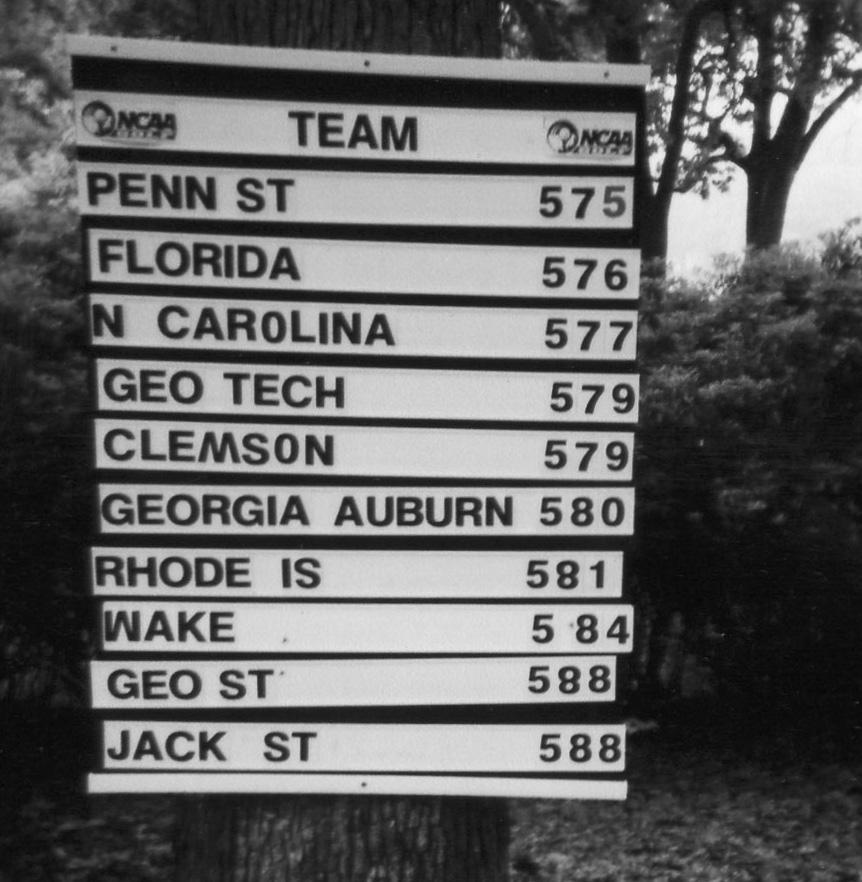 NCAA TEAM NCAA
PENN ST 575
FLORIDA 576
N CAROLINA 577
GEO TECH 579
CLEMSON 579
GEORGIA AUBURN 580
RHODE IS 581
WAKE 584
GEO ST 588
JACK ST 588